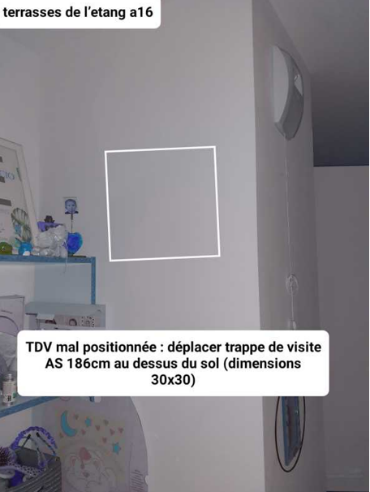 terrasses de l’etang a16
TDV mal positionnée : déplacer trappe de visite
AS 186cm au dessus du sol (dimensions
30x30)